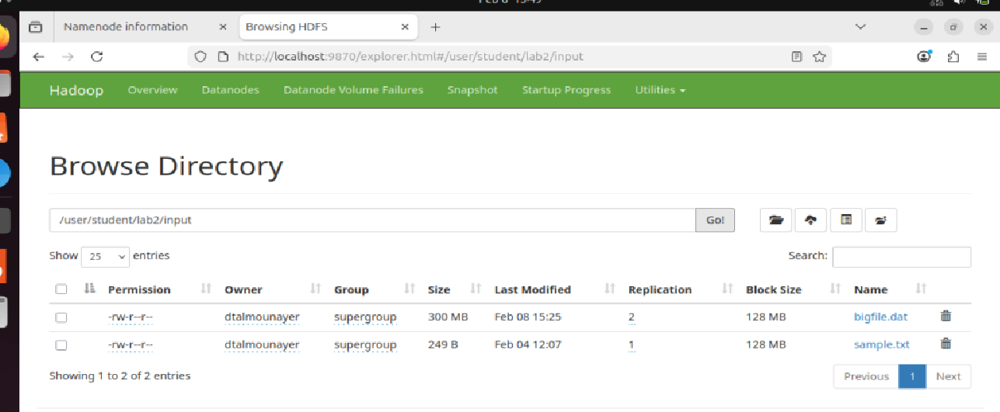 Namenode information × Browsing HDFS × +
http://localhost:9870/explorer.html#/user/student/lab2/input
Hadoop Overview Datanodes Datanode Volume Failures Snapshot Startup Progress Utilities
Browse Directory
/user/student/lab2/input Go!
Show 25 entries Search:
Permission Owner Group Size Last Modified Replication Block Size Name
-rw-r--r-- dtalmounayer supergroup 300 MB Feb 08 15:25 2 128 MB bigfile.dat
-rw-r--r-- dtalmounayer supergroup 249 B Feb 04 12:07 1 128 MB sample.txt
Showing 1 to 2 of 2 entries Previous 1 Next